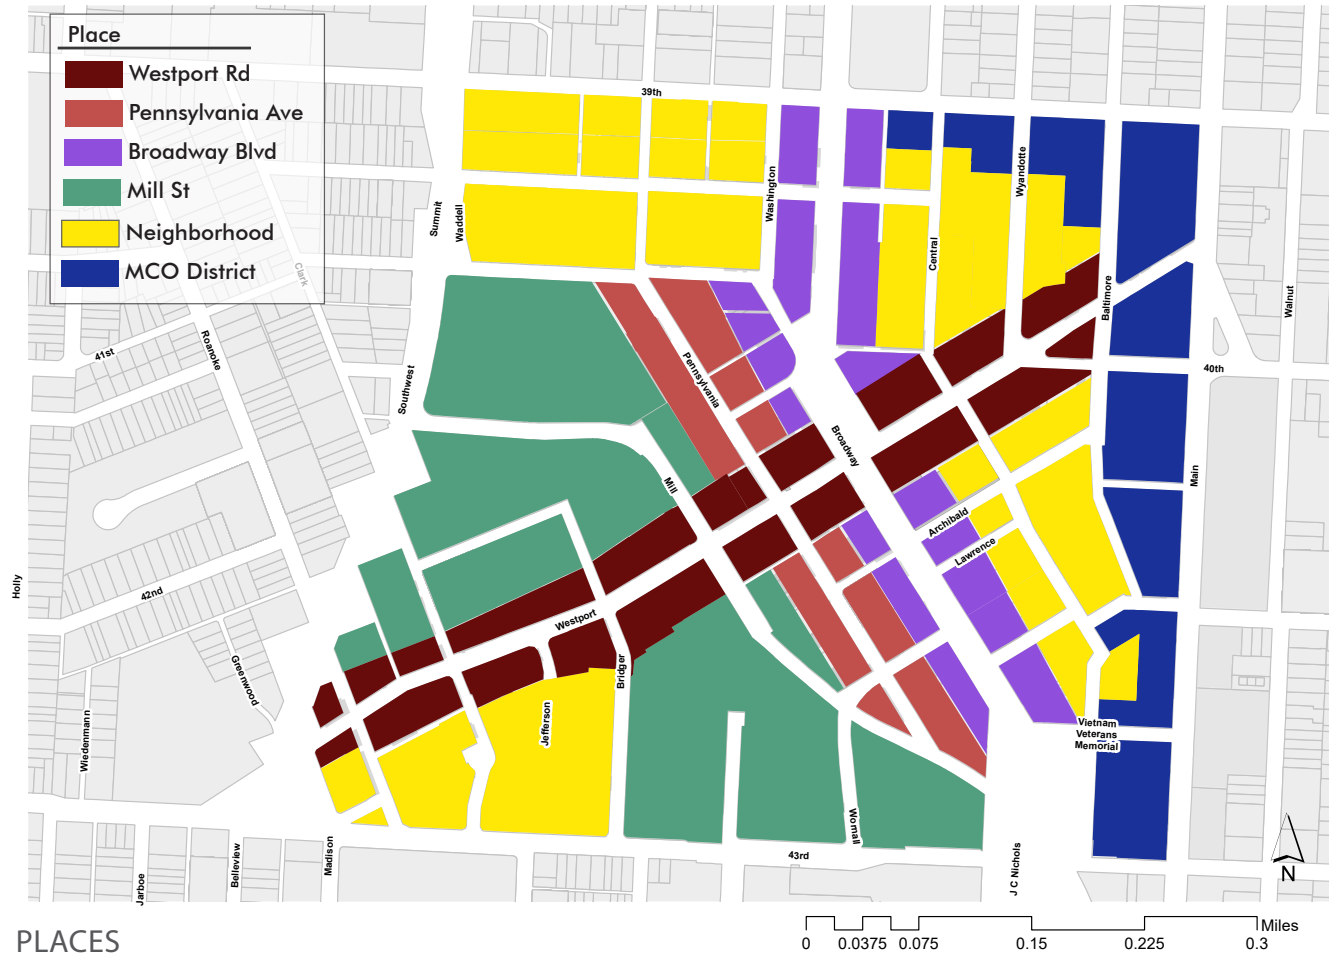 Place
Westport Rd
Pennsylvania Ave
Broadway Blvd
Mill St
Neighborhood
MCO District
39th
Summit
Waddell
Washington
Central
Wyandotte
Baltimore
Walnut
Clark
41st
Roanoke
Southwest
Pennsylvania
Broadway
40th
Main
Mill
Archibald
Lawrence
Holly
42nd
Westport
Bridger
Greenwood
Wiedenmann
Jefferson
Vietnam
Veterans
Memorial
Wornall
43rd
Madison
Belleview
Jarboe
J C Nichols
N
PLACES
Miles
0 0.0375 0.075 0.15 0.225 0.3